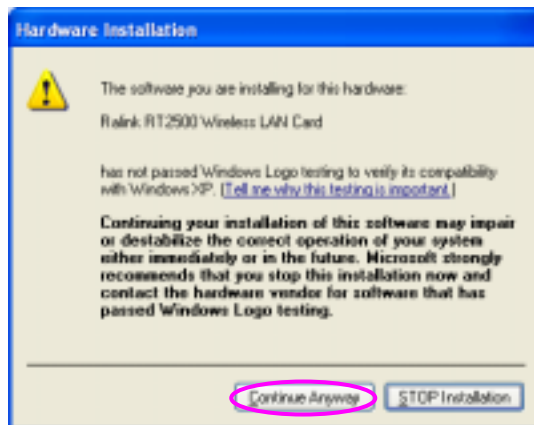 Hardware Installation
The software you are installing for this hardware:
Ralink RT2500 Wireless LAN Card
has not passed Windows Logo testing to verify its compatibility
with Windows XP. (Tell me why this testing is important.)
Continuing your installation of this software may impair
or destabilize the correct operation of your system
either immediately or in the future. Microsoft strongly
recommends that you stop this installation now and
contact the hardware vendor for software that has
passed Windows Logo testing.
Continue Anyway
STOP Installation